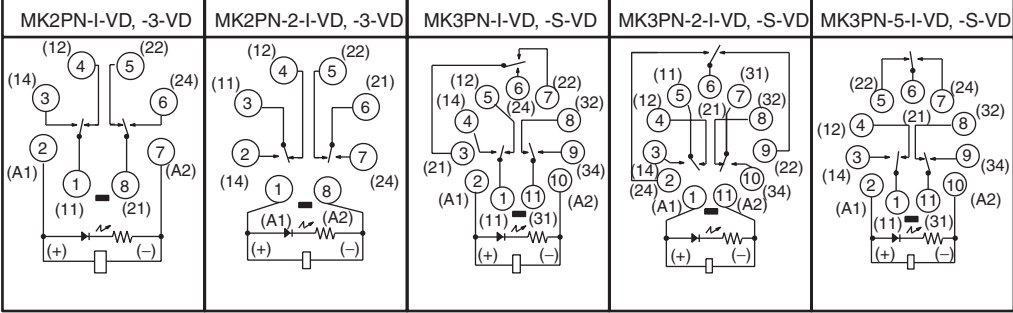 MK2PN-I-VD, -3-VD
MK2PN-2-I-VD, -3-VD
MK3PN-I-VD, -S-VD
MK3PN-2-I-VD, -S-VD
MK3PN-5-I-VD, -S-VD
(12) (22)
4 5
(14) (24)
3 6
2 7
(A1) (A2)
1 8
(11) (21)
(+) (−)
(12) (22)
4 5
(11) (21)
3 6
2 7
(14) (24)
1 8
(A1) (A2)
(+) (−)
(12) 6 (22)
5 7
(14) (24) (32)
4 8
3 9
(21) (34)
2 10
(A1) 1 11 (A2)
(11) (31)
(+) (−)
(11) 6 (31)
5 7
(12) (21) (32)
4 8
3 9
(14) (22)
(24) 2 10 (34)
(A1) 1 11 (A2)
(+) (−)
(22) 6 (24)
5 7
(12) (21) (32)
4 8
3 9
(14) (34)
2 10
(A1) 1 11 (A2)
(11) (31)
(+) (−)